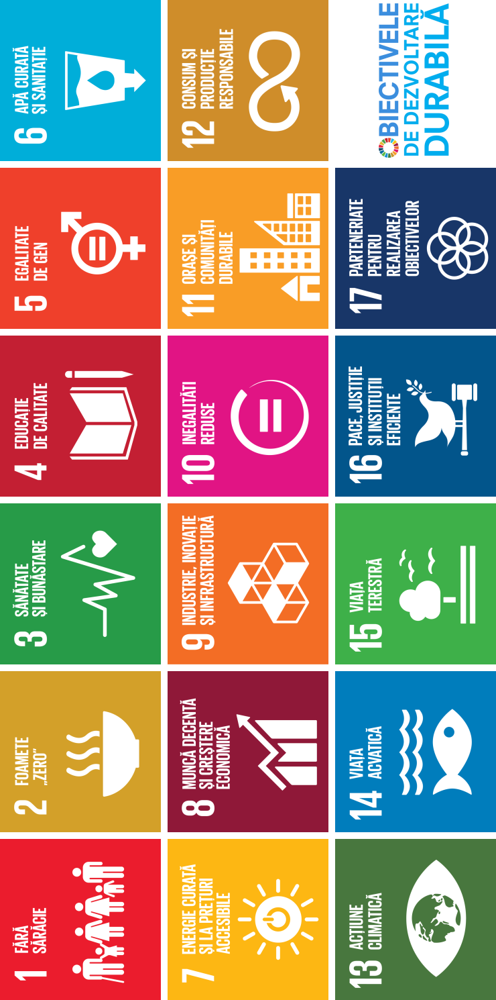 1 FĂRĂ
SĂRĂCIE
2 FOAMETE
„ZERO”
3 SĂNĂTATE
ȘI BUNĂSTARE
4 EDUCAȚIE
DE CALITATE
5 EGALITATE
DE GEN
6 APĂ CURATĂ
ȘI SANITAȚIE
7 ENERGIE CURATĂ
ȘI LA PREȚURI
ACCESIBILE
8 MUNCĂ DECENTĂ
ȘI CREȘTERE
ECONOMICĂ
9 INDUSTRIE, INOVAȚIE
ȘI INFRASTRUCTURĂ
10 INEGALITĂȚI
REDUSE
11 ORAȘE ȘI
COMUNITĂȚI
DURABILE
12 CONSUM ȘI
PRODUCȚIE
RESPONSABILE
13 ACȚIUNE
CLIMATICĂ
14 VIAȚA
ACVATICĂ
15 VIAȚA
TERESTRĂ
16 PACE, JUSTIȚIE
ȘI INSTITUȚII
EFICIENTE
17 PARTENERIATE
PENTRU
REALIZAREA
OBIECTIVELOR
OBIECTIVELE
DE DEZVOLTARE
DURABILĂ